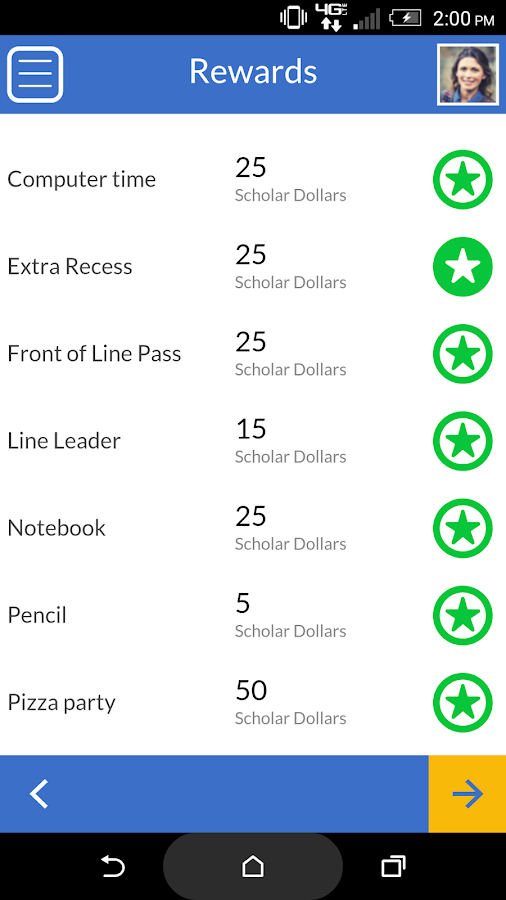 4G LTE 2:00 PM
Rewards
Computer time
25
Scholar Dollars
Extra Recess
25
Scholar Dollars
Front of Line Pass
25
Scholar Dollars
Line Leader
15
Scholar Dollars
Notebook
25
Scholar Dollars
Pencil
5
Scholar Dollars
Pizza party
50
Scholar Dollars